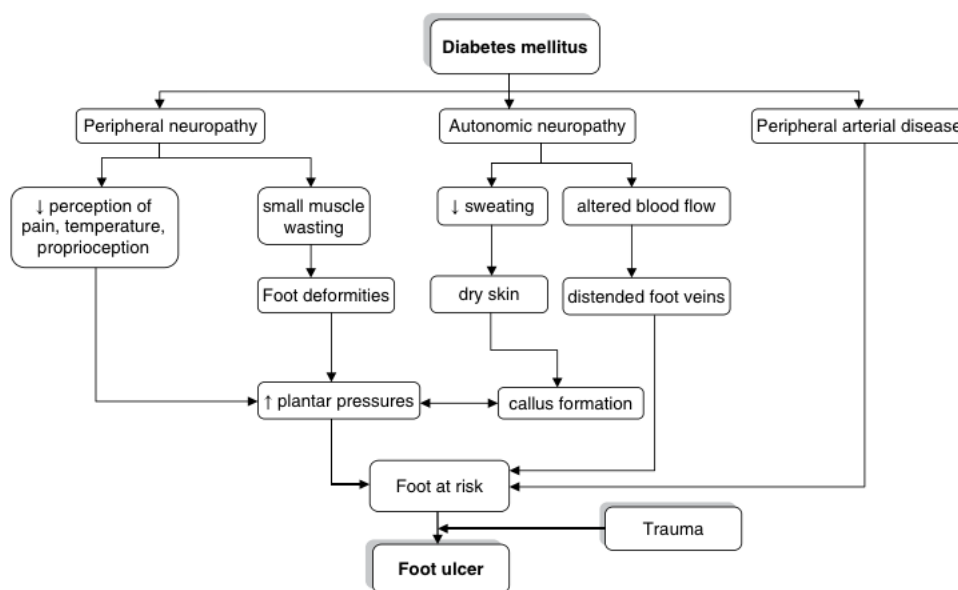 Diabetes mellitus
Peripheral neuropathy
Autonomic neuropathy
Peripheral arterial disease
↓ perception of
pain, temperature,
proprioception
small muscle
wasting
↓ sweating
altered blood flow
Foot deformities
dry skin
distended foot veins
↑ plantar pressures
callus formation
Foot at risk
Trauma
Foot ulcer